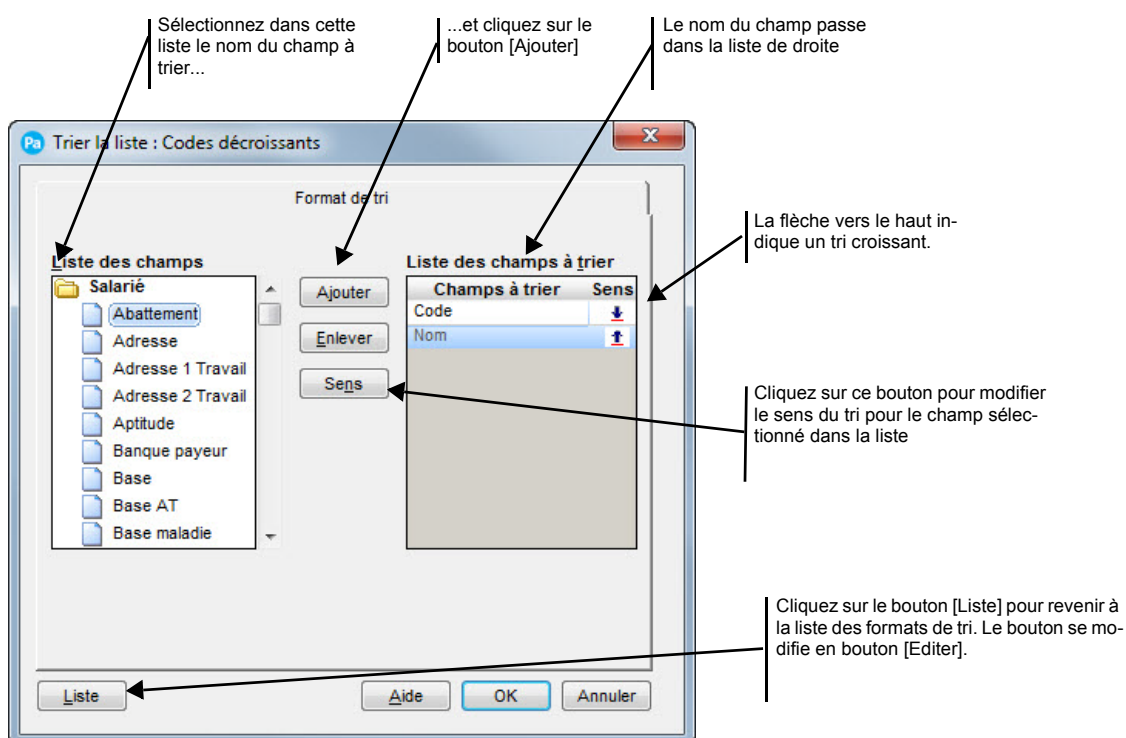 Sélectionnez dans cette
liste le nom du champ à
trier...
...et cliquez sur le
bouton [Ajouter]
Le nom du champ passe
dans la liste de droite
Pa Trier la liste : Codes décroissants
X
Format de tri
La flèche vers le haut in-
dique un tri croissant.
Liste des champs
Salarié
Abattement
Adresse
Adresse 1 Travail
Adresse 2 Travail
Aptitude
Banque payeur
Base
Base AT
Base maladie
Ajouter
Enlever
Sens
Liste des champs à trier
Champs à trier Sens
Code
Nom
Cliquez sur ce bouton pour modifier
le sens du tri pour le champ sélec-
tionné dans la liste
Cliquez sur le bouton [Liste] pour revenir à
la liste des formats de tri. Le bouton se mo-
difie en bouton [Editer].
Liste
Aide
OK
Annuler